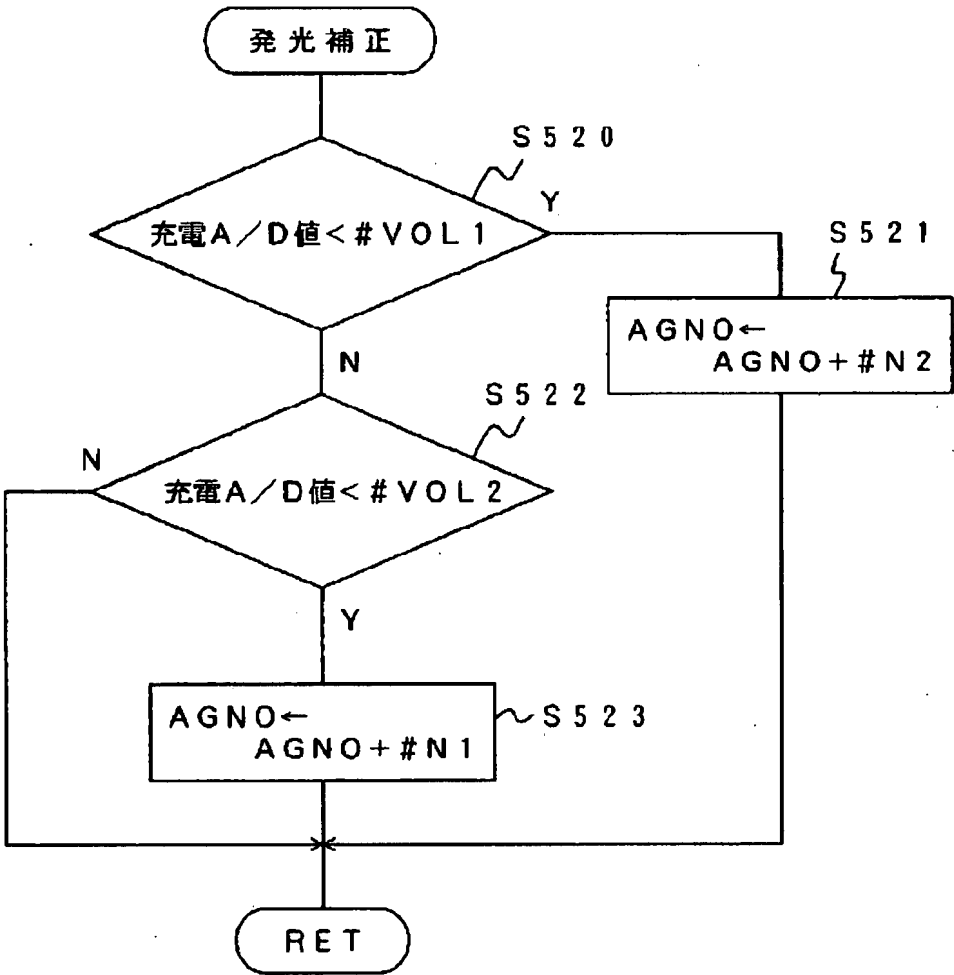 発光補正
S520
充電A/D値<#VOL1
Y
S521
AGNO←
AGNO+#N2
N
S522
N
充電A/D値<#VOL2
Y
AGNO←
AGNO+#N1
S523
RET